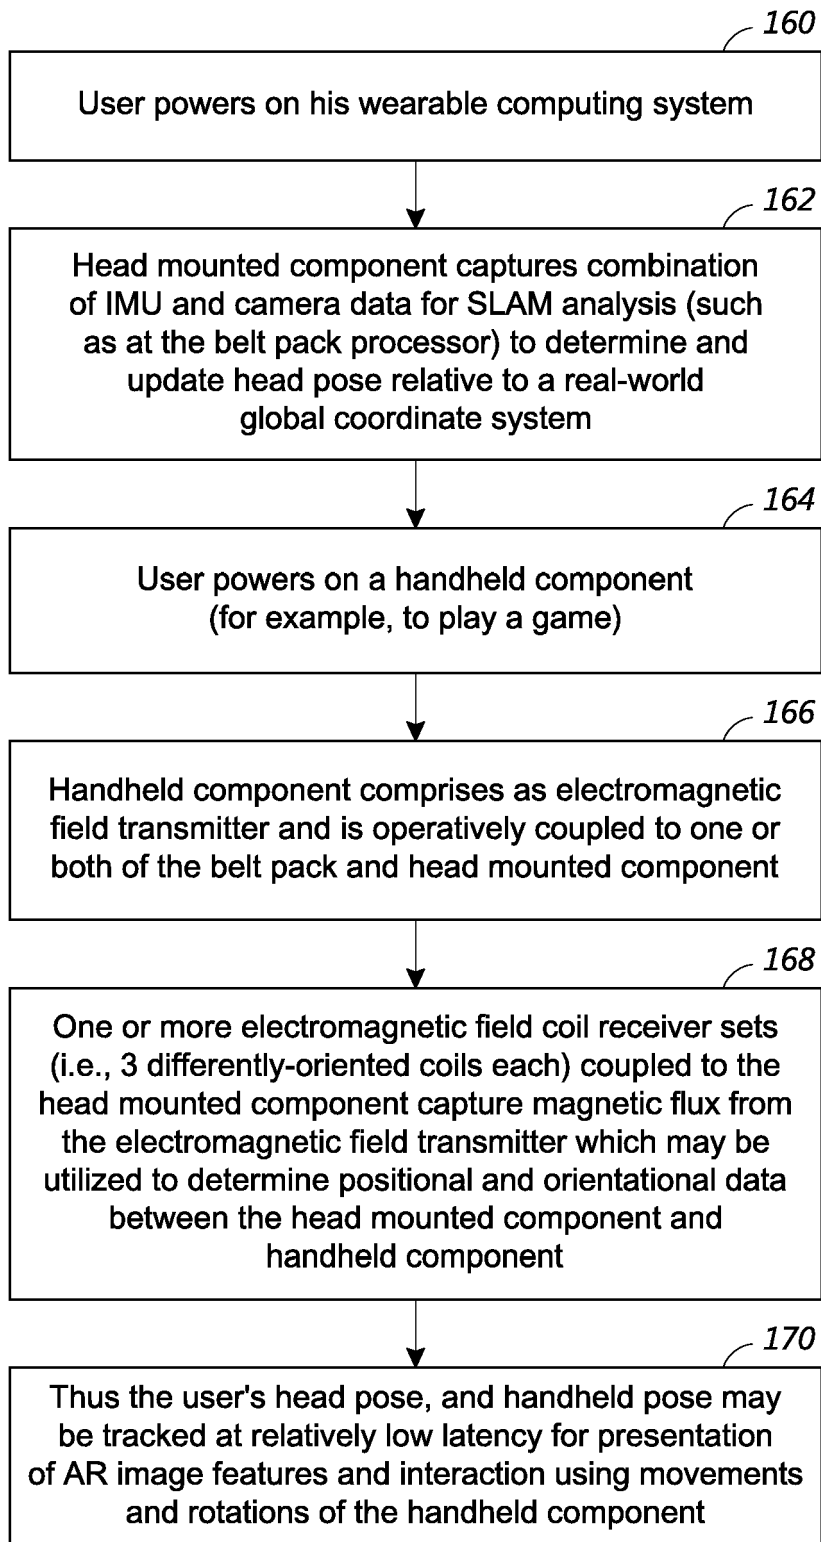 160
User powers on his wearable computing system
162
Head mounted component captures combination
of IMU and camera data for SLAM analysis (such
as at the belt pack processor) to determine and
update head pose relative to a real-world
global coordinate system
164
User powers on a handheld component
(for example, to play a game)
166
Handheld component comprises as electromagnetic
field transmitter and is operatively coupled to one or
both of the belt pack and head mounted component
168
One or more electromagnetic field coil receiver sets
(i.e., 3 differently-oriented coils each) coupled to the
head mounted component capture magnetic flux from
the electromagnetic field transmitter which may be
utilized to determine positional and orientational data
between the head mounted component and
handheld component
170
Thus the user's head pose, and handheld pose may
be tracked at relatively low latency for presentation
of AR image features and interaction using movements
and rotations of the handheld component